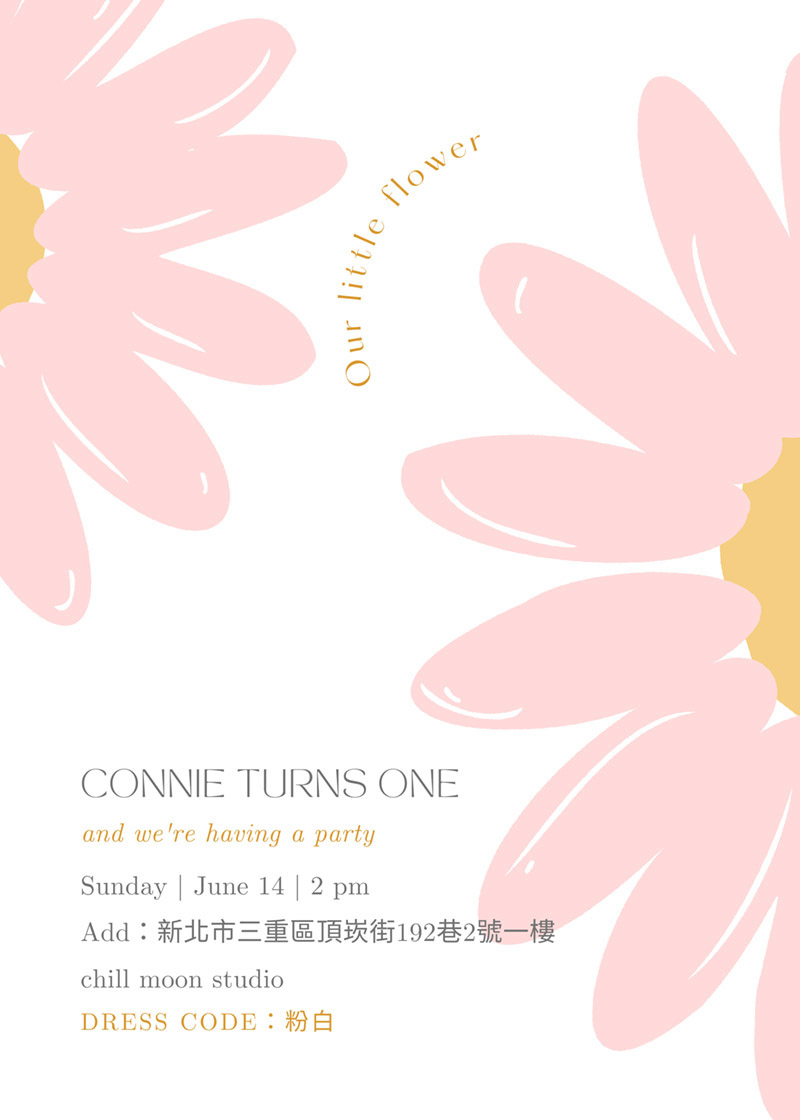 Our little flower
CONNIE TURNS ONE
and we're having a party
Sunday | June 14 | 2 pm
Add：新北市三重區頂崁街192巷2號一樓
chill moon studio
DRESS CODE：粉白